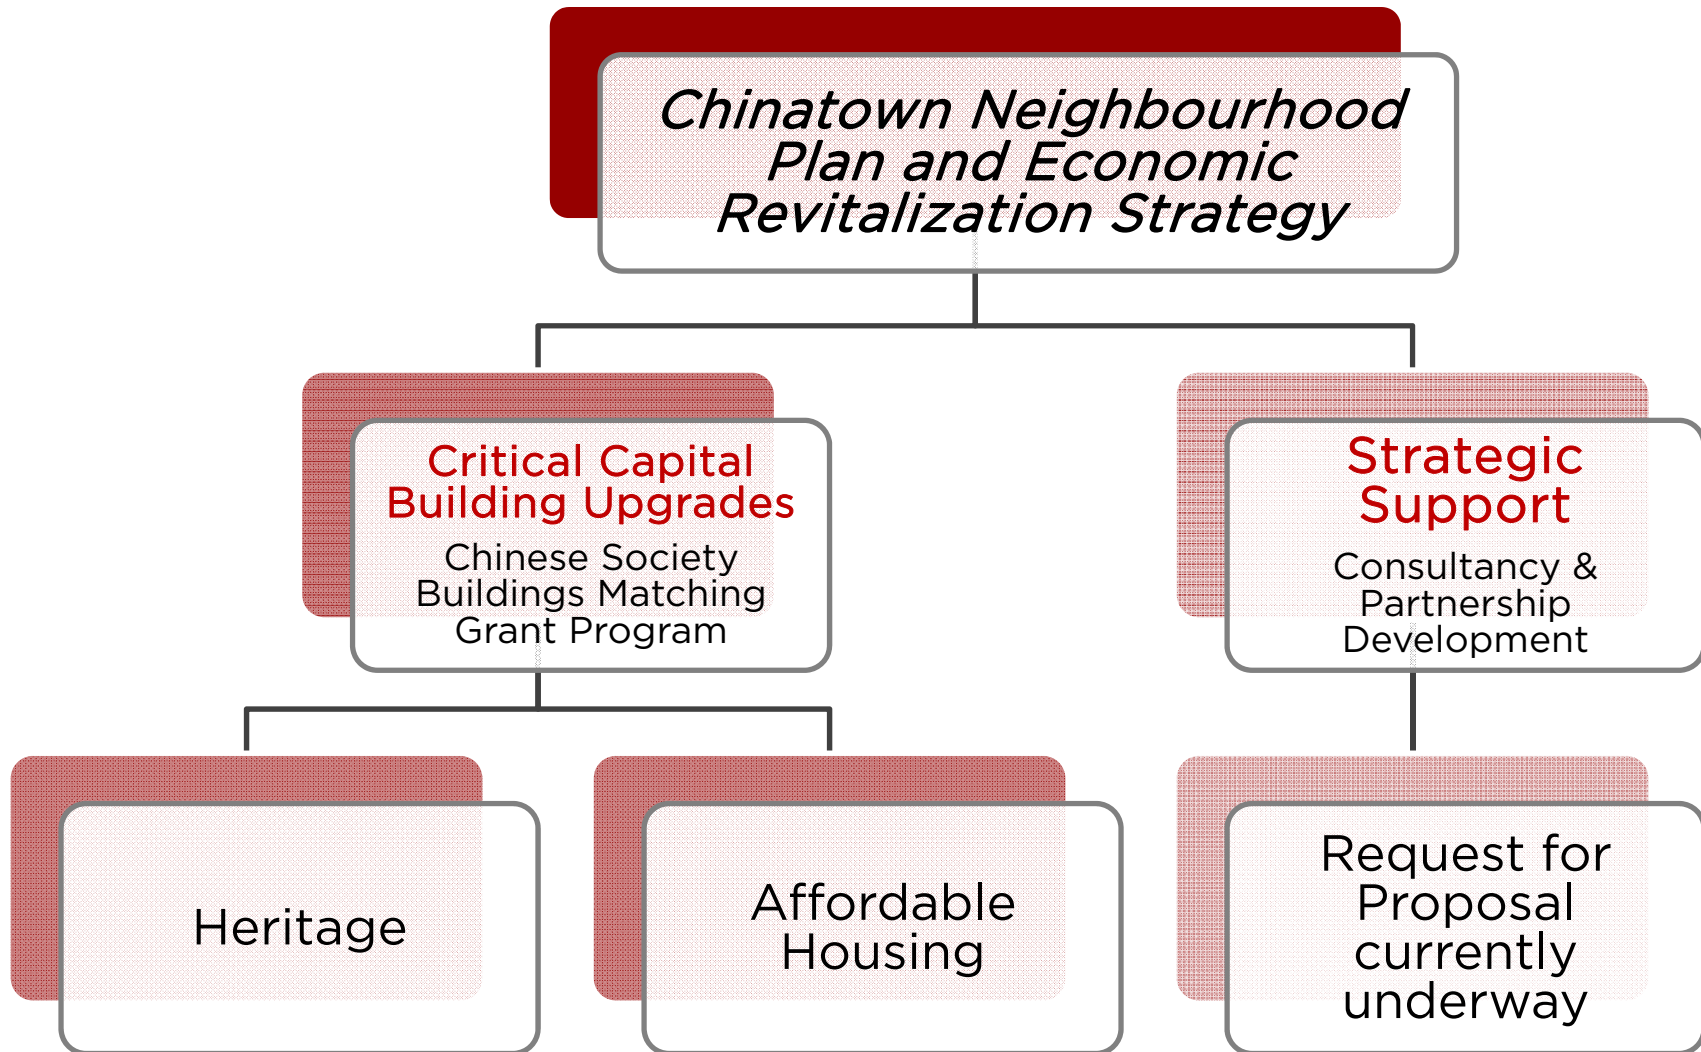 Chinatown Neighbourhood
Plan and Economic
Revitalization Strategy
Critical Capital
Building Upgrades
Chinese Society
Buildings Matching
Grant Program
Strategic
Support
Consultancy &
Partnership
Development
Heritage
Affordable
Housing
Request for
Proposal
currently
underway